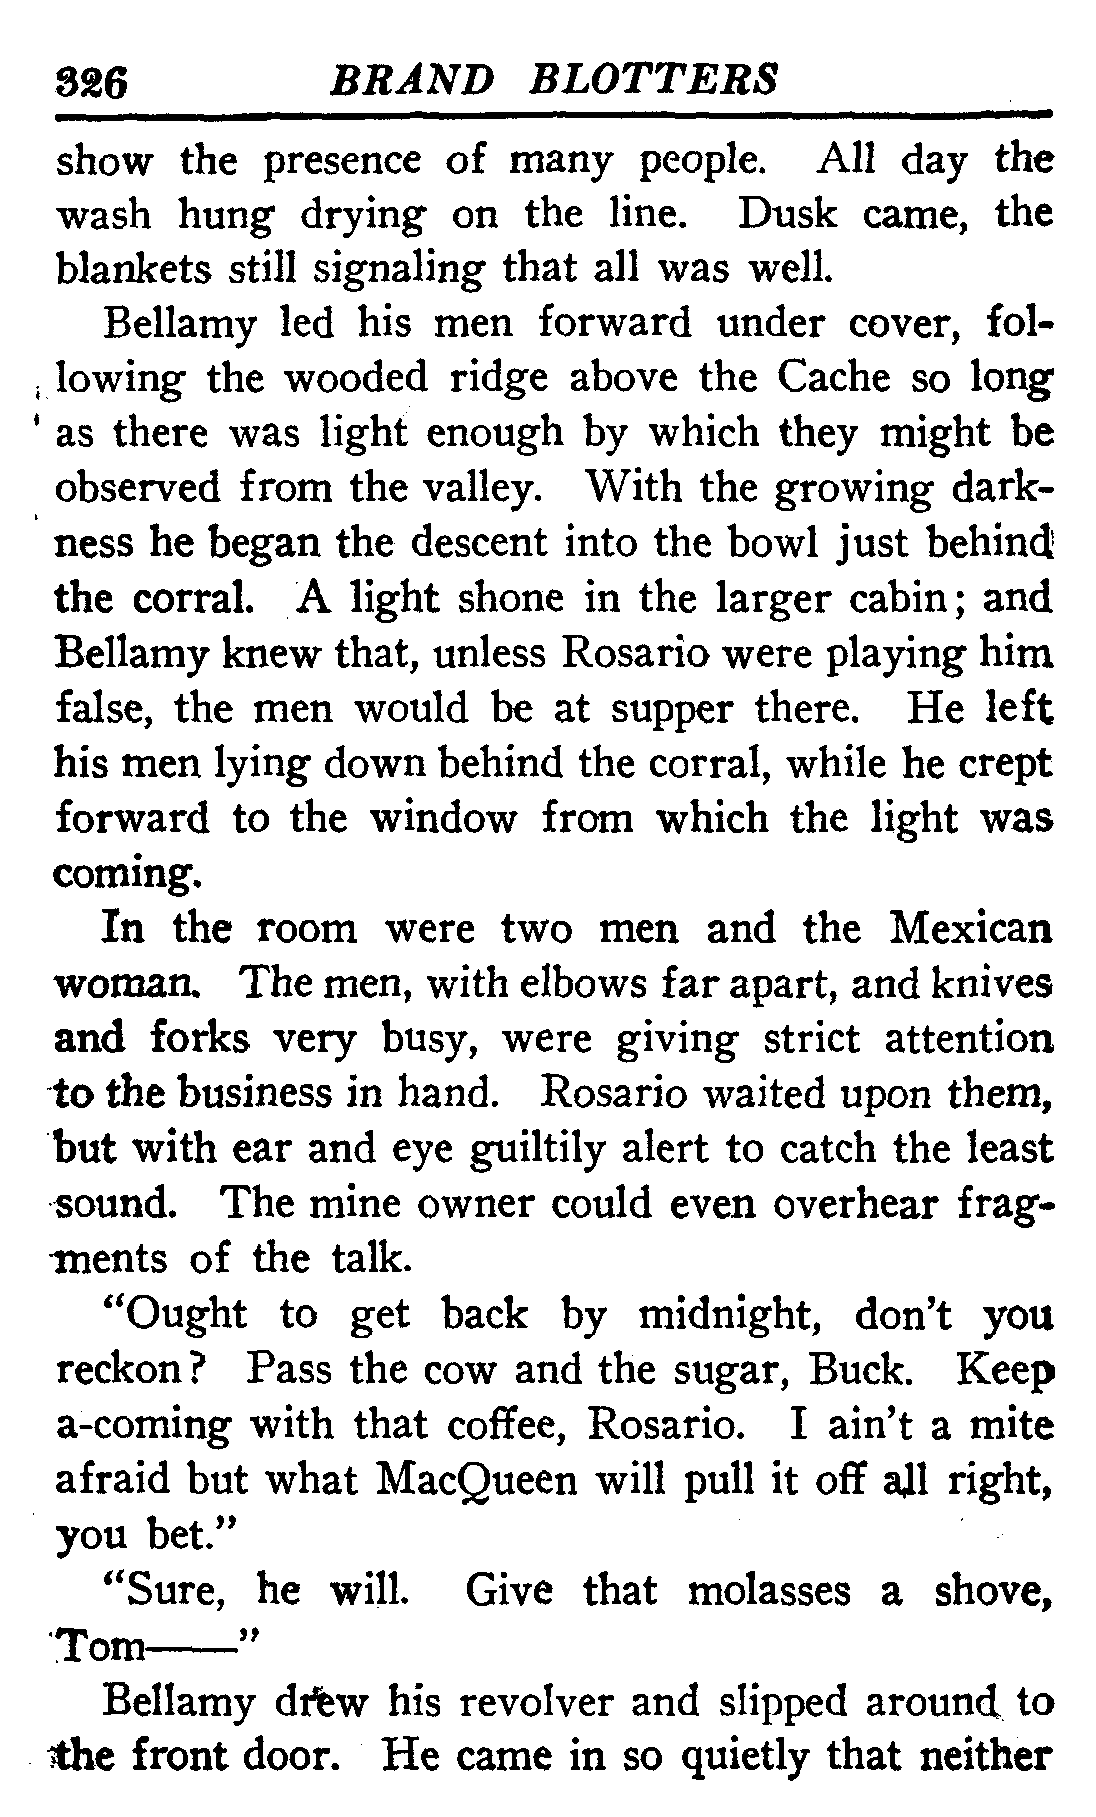 326 BRAND BLOTTERS
show the presence of many people. All day the
wash hung drying on the line. Dusk came, the
blankets still signaling that all was well.
Bellamy led his men forward under cover, fol-
lowing the wooded ridge above the Cache so long
as there was light enough by which they might be
observed from the valley. With the growing dark-
ness he began the descent into the bowl just behind
the corral. A light shone in the larger cabin; and
Bellamy knew that, unless Rosario were playing him
false, the men would be at supper there. He left
his men lying down behind the corral, while he crept
forward to the window from which the light was
coming.
In the room were two men and the Mexican
woman. The men, with elbows far apart, and knives
and forks very busy, were giving strict attention
to the business in hand. Rosario waited upon them,
but with ear and eye guiltily alert to catch the least
sound. The mine owner could even overhear frag-
ments of the talk.
“Ought to get back by midnight, don’t you
reckon? Pass the cow and the sugar, Buck. Keep
a-coming with that coffee, Rosario. I ain’t a mite
afraid but what MacQueen will pull it off all right,
you bet.”
“Sure, he will. Give that molasses a shove,
Tom——”
Bellamy drew his revolver and slipped around to
the front door. He came in so quietly that neither